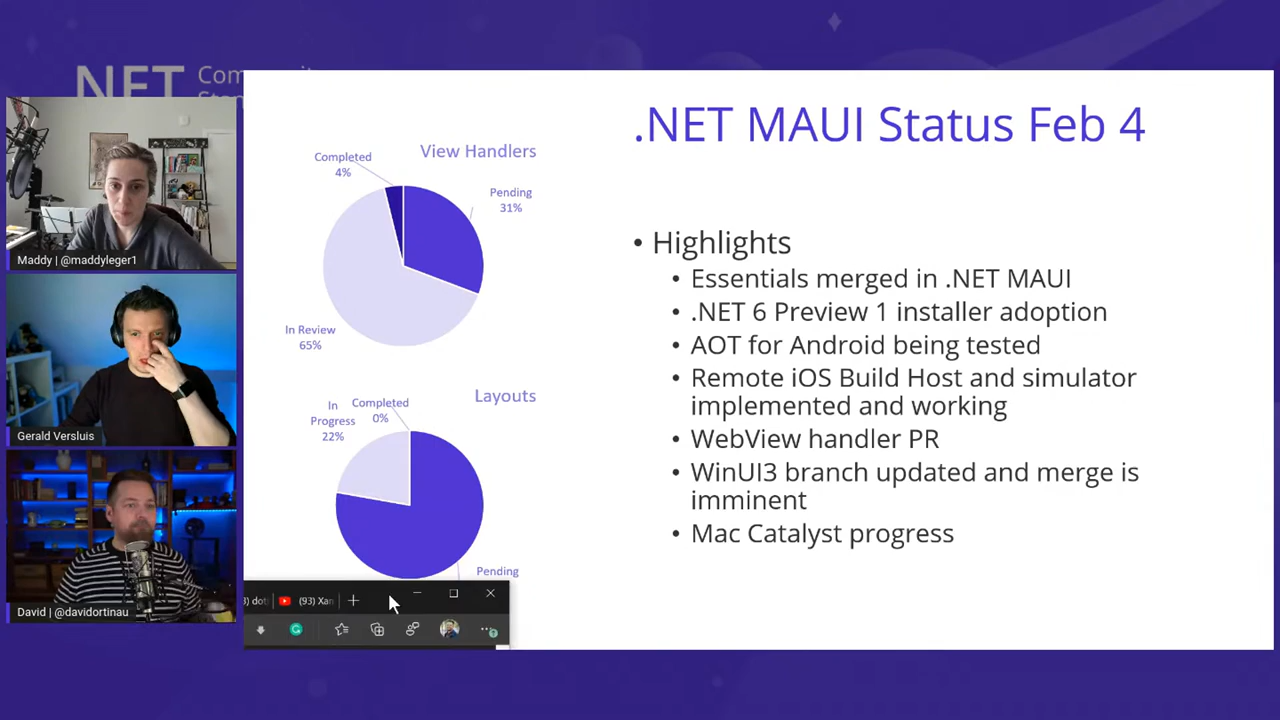 .NET
Maddy | @maddyleger1
Gerald Versluis
David | @davidortinau
View Handlers
Completed
4%
Pending
31%
In Review
65%
Layouts
In
Progress
22%
Completed
0%
Pending
(93) Xan
.NET MAUI Status Feb 4
• Highlights
• Essentials merged in .NET MAUI
• .NET 6 Preview 1 installer adoption
• AOT for Android being tested
• Remote iOS Build Host and simulator
implemented and working
• WebView handler PR
• WinUI3 branch updated and merge is
imminent
• Mac Catalyst progress